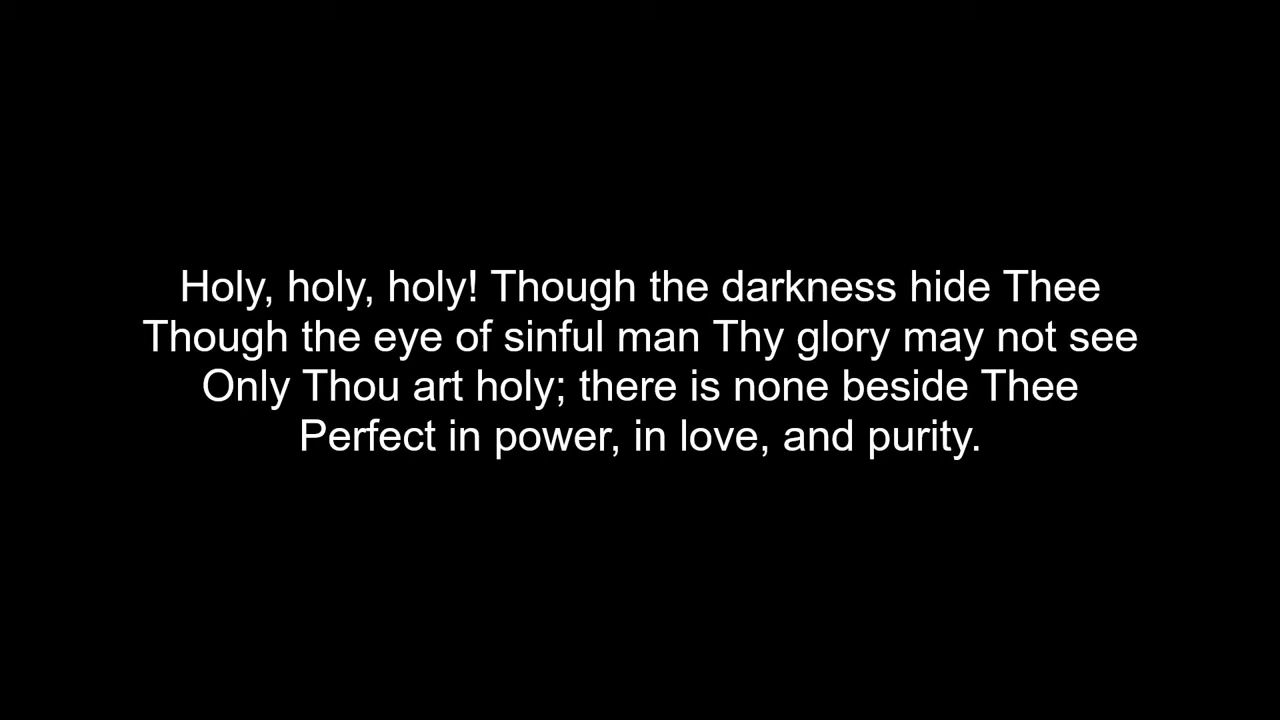 Holy, holy, holy! Though the darkness hide Thee
Though the eye of sinful man Thy glory may not see
Only Thou art holy; there is none beside Thee
Perfect in power, in love, and purity.